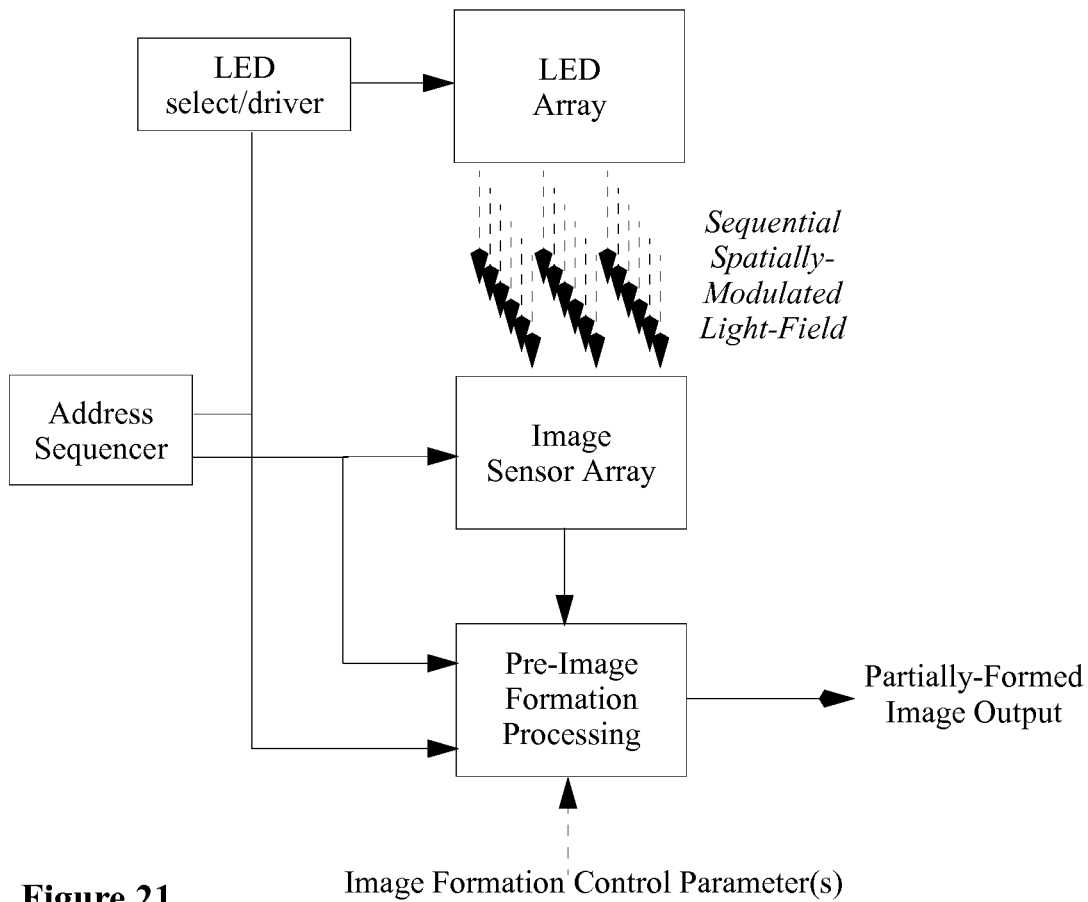 LED
select/driver
LED
Array
Sequential
Spatially-
Modulated
Light-Field
Address
Sequencer
Image
Sensor Array
Pre-Image
Formation
Processing
Partially-Formed
Image Output
Image Formation Control Parameter(s)
Figure 21